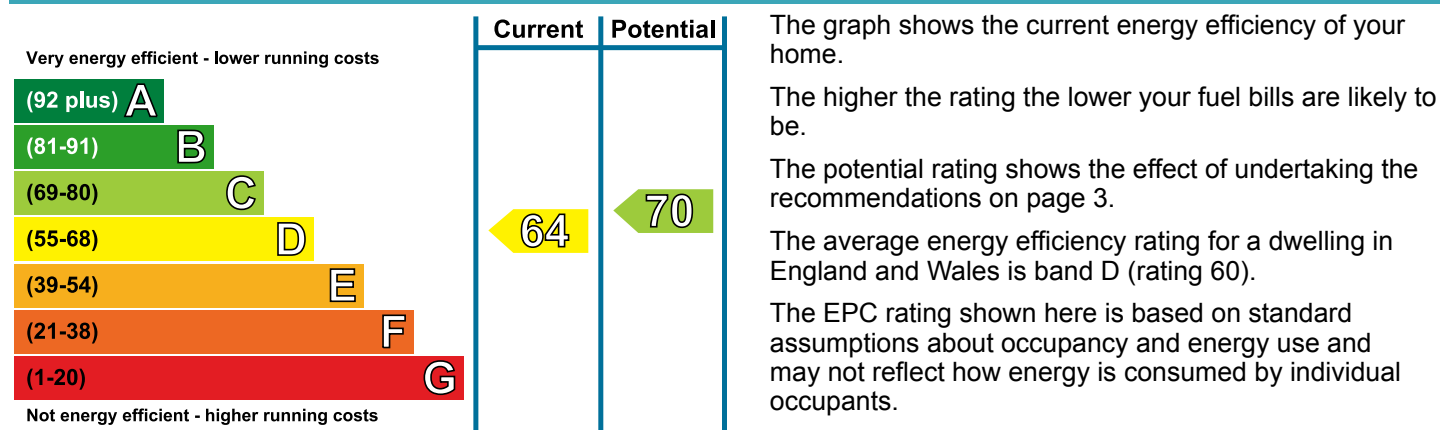 Current Potential
Very energy efficient - lower running costs
(92 plus) A
(81-91) B
(69-80) C
(55-68) D
(39-54) E
(21-38) F
(1-20) G
Not energy efficient - higher running costs
64
70
The graph shows the current energy efficiency of your
home.
The higher the rating the lower your fuel bills are likely to
be.
The potential rating shows the effect of undertaking the
recommendations on page 3.
The average energy efficiency rating for a dwelling in
England and Wales is band D (rating 60).
The EPC rating shown here is based on standard
assumptions about occupancy and energy use and
may not reflect how energy is consumed by individual
occupants.